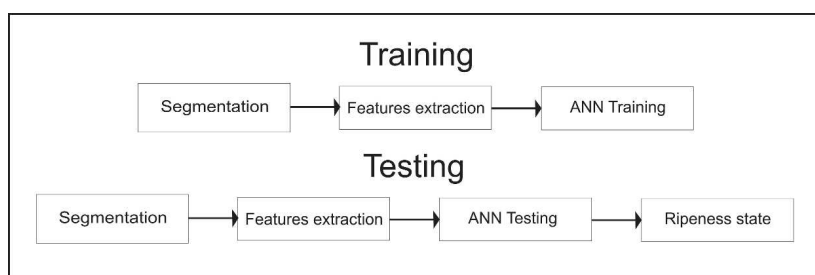 Training
Segmentation
Features extraction
ANN Training
Testing
Segmentation
Features extraction
ANN Testing
Ripeness state